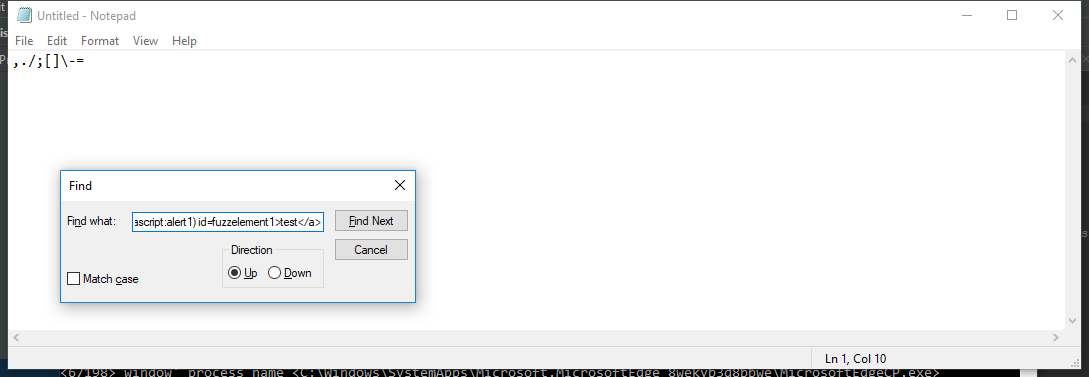 Untitled - Notepad
File Edit Format View Help
,./;[]\-=
Find
Find what: ascript:alert1) id=fuzzelement1>test</a>
Find Next
Cancel
Direction
Up Down
Match case
Ln 1, Col 10
<6/198> window' process name <C:\Windows\SystemApps\Microsoft.MicrosoftEdge_8wekyb3d8bbwe\MicrosoftEdgeCP.exe>